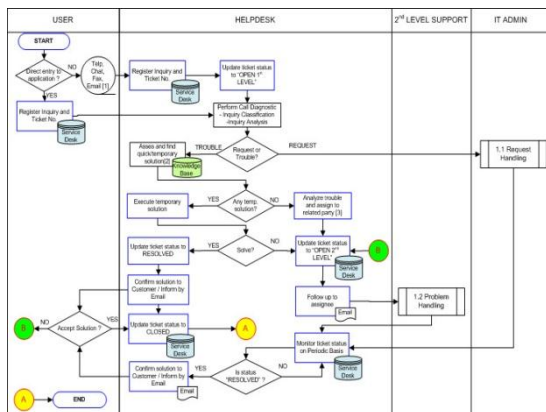 USER
HELPDESK
2nd LEVEL SUPPORT
IT ADMIN
START
Direct entry to
application ?
NO
YES
Telp,
Chat,
Fax,
Email [1]
Register Inquiry
and Ticket No.
Service
Desk
Register Inquiry and
Ticket No.
Update ticket status
to "OPEN 1st
LEVEL"
Service
Desk
Perform Call Diagnostic
- Inquiry Classification
-Inquiry Analysis
Request or
Trouble?
TROUBLE
REQUEST
1.1 Request
Handling
Asses and find
quick/temporary
solution[2]
Knowledge
Base
Any temp.
solution?
YES
NO
Execute temporary
solution
Analyze trouble
and assign to
related party [3]
Solve?
YES
NO
Update ticket status
to RESOLVED
Update ticket status
to "OPEN 2nd
LEVEL"
Service
Desk
B
Confirm solution to
Customer / Inform by
Email
Follow up to
assignee
Email
1.2 Problem
Handling
B
NO
Accept Solution ?
YES
Update ticket status to
CLOSED
Service
Desk
A
Monitor ticket status
on Periodic Basis
Service
Desk
Is status
"RESOLVED" ?
YES
NO
Confirm solution to
Customer / Inform by
Email
Email
A
END